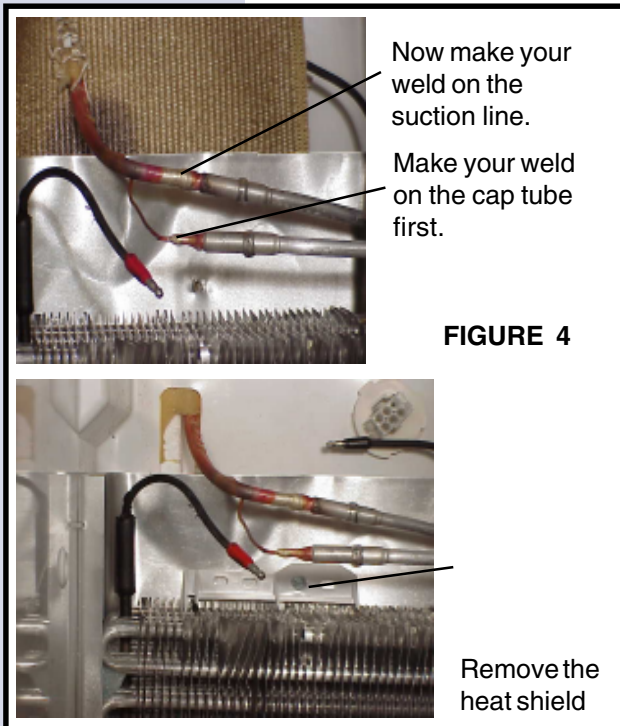 Now make your
weld on the
suction line.
Make your weld
on the cap tube
first.
FIGURE 4
Remove the
heat shield